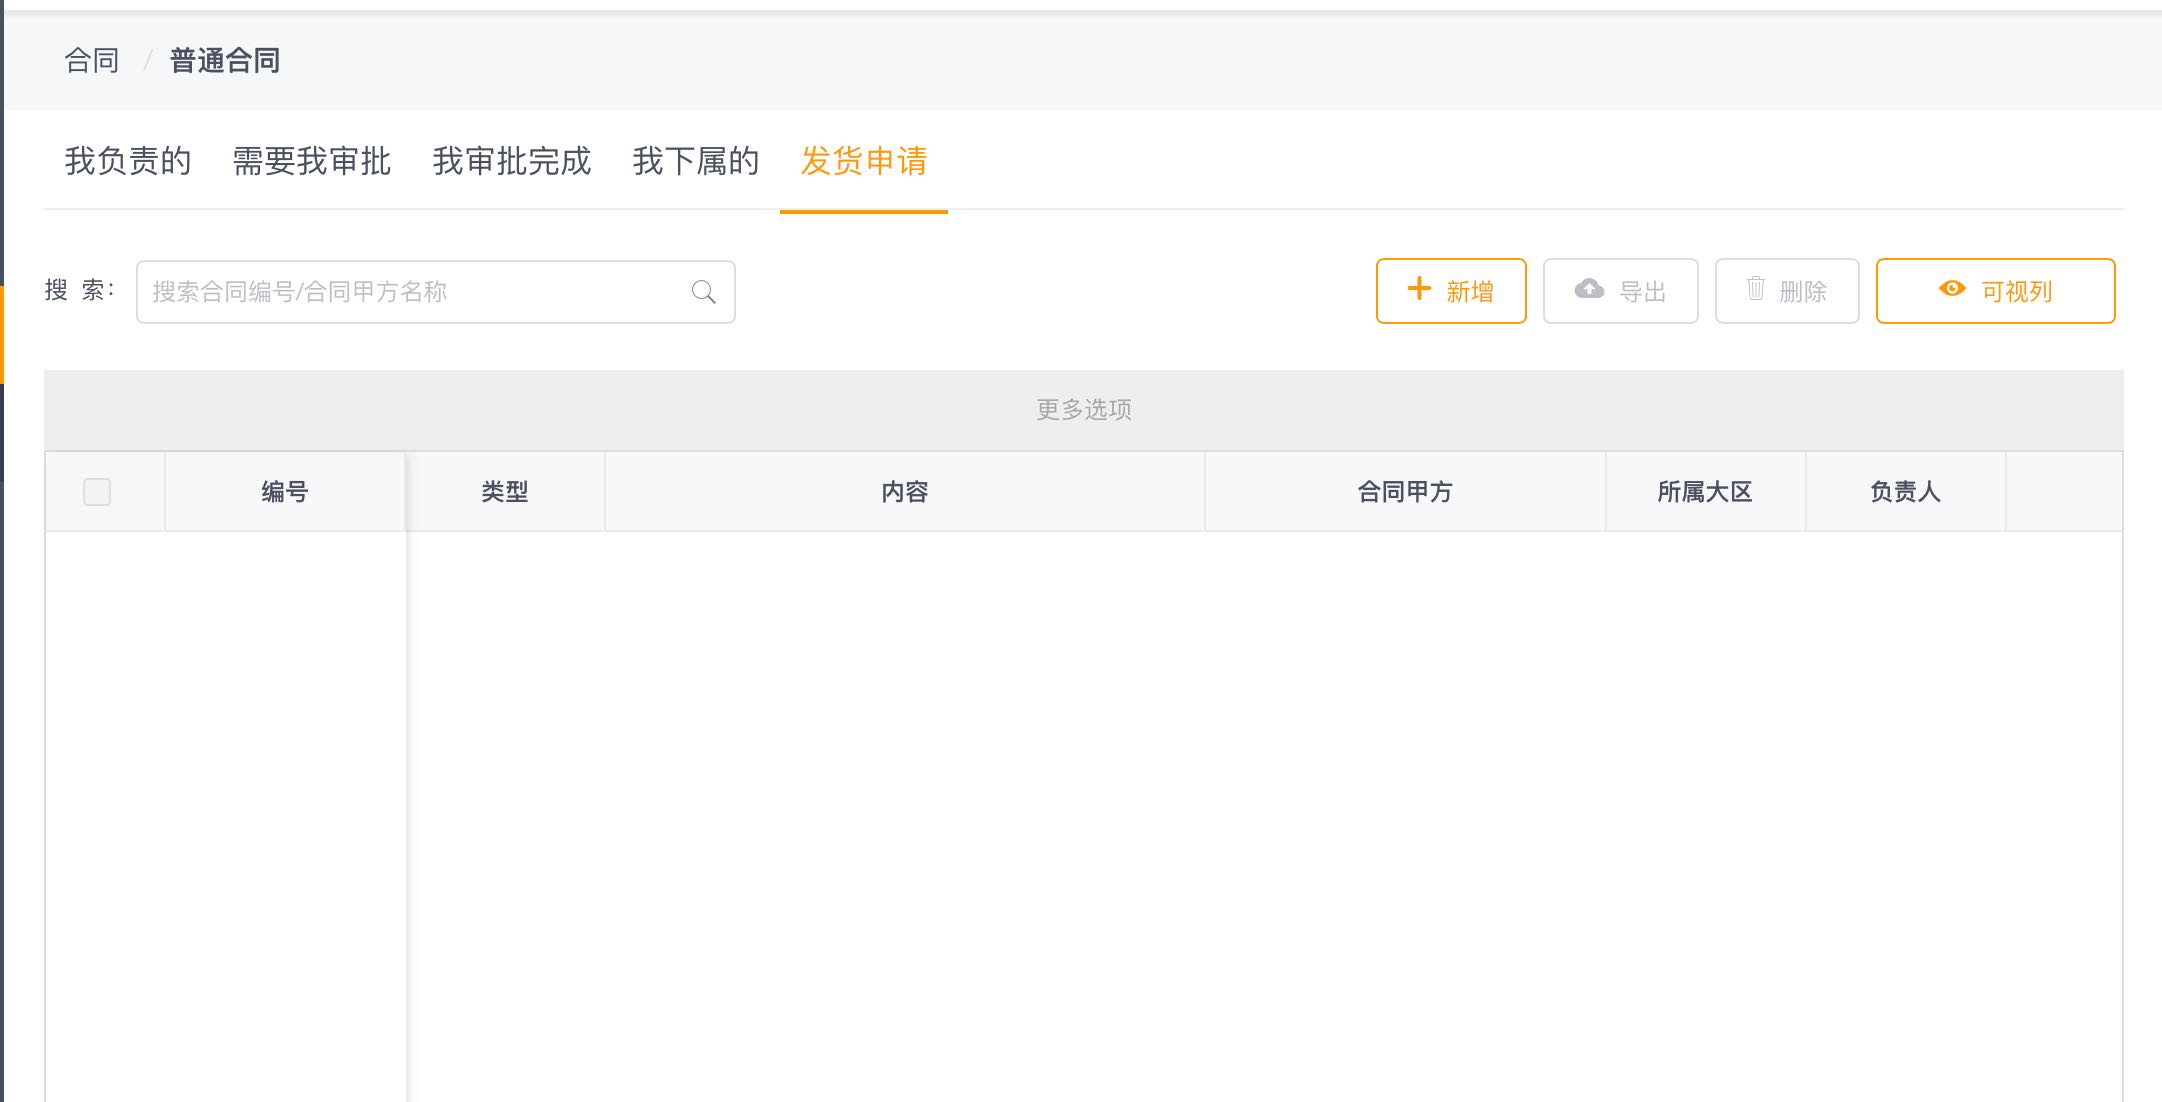 合同 / 普通合同
我负责的 需要我审批 我审批完成 我下属的 发货申请
搜 索: 搜索合同编号/合同甲方名称 新增 导出 删除 可视列
更多选项
编号 类型 内容 合同甲方 所属大区 负责人